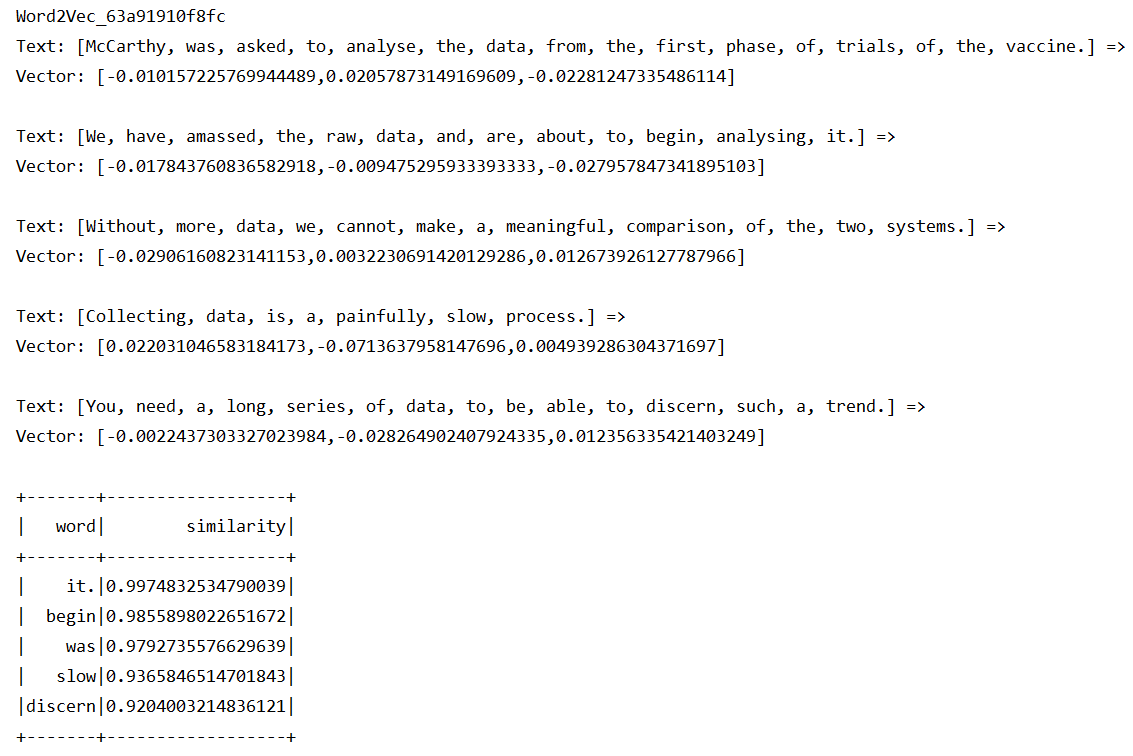 Word2Vec_63a91910f8fc
Text: [McCarthy, was, asked, to, analyse, the, data, from, the, first, phase, of, trials, of, the, vaccine.] =>
Vector: [-0.010157225769944489,0.02057873149169609,-0.02281247335486114]

Text: [We, have, amassed, the, raw, data, and, are, about, to, begin, analysing, it.] =>
Vector: [-0.017843760836582918,-0.009475295933393333,-0.027957847341895103]

Text: [Without, more, data, we, cannot, make, a, meaningful, comparison, of, the, two, systems.] =>
Vector: [-0.02906160823141153,0.0032230691420129286,0.012673926127787966]

Text: [Collecting, data, is, a, painfully, slow, process.] =>
Vector: [0.022031046583184173,-0.0713637958147696,0.004939286304371697]

Text: [You, need, a, long, series, of, data, to, be, able, to, discern, such, a, trend.] =>
Vector: [-0.0022437303327023984,-0.028264902407924335,0.012356335421403249]

+-------+------------------+
|   word|        similarity|
+-------+------------------+
|    it.|0.9974832534790039|
|  begin|0.9855898022651672|
|    was|0.9792735576629639|
|   slow|0.9365846514701843|
|discern|0.9204003214836121|
+-------+------------------+